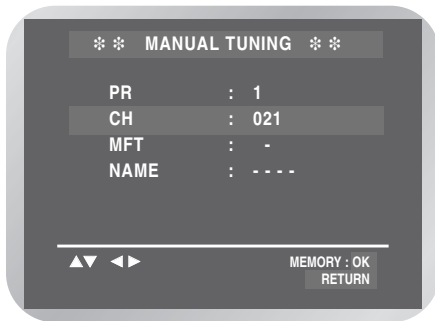 ❇❇ MANUAL TUNING ❇❇
PR : 1
CH : 021
MFT : -
NAME : - - - -
▲▼ ◄► MEMORY : OK
RETURN